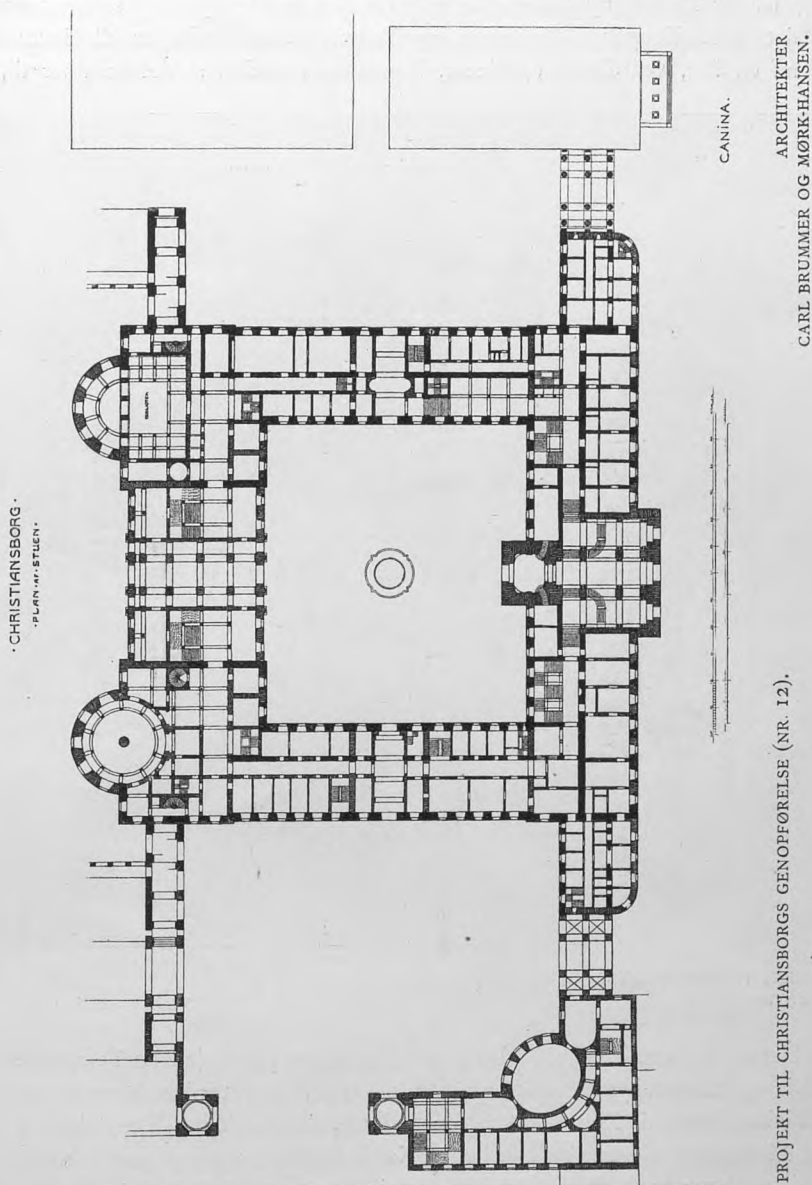 ·CHRISTIANSBORG·
·PLAN·AF·STUEN·
CANINA.
PROJEKT TIL CHRISTIANSBORGS GENOPFØRELSE (NR. 12).
ARCHITEKTER
CARL BRUMMER OG MØRK-HANSEN.